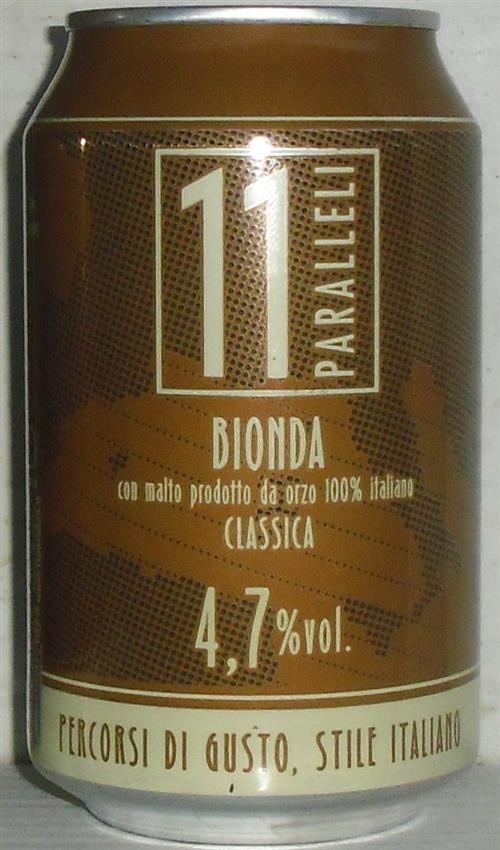 11
PARALLELI
BIONDA
con malto prodotto da orzo 100% italiano
CLASSICA
4,7%vol.
PERCORSI DI GUSTO, STILE ITALIANO